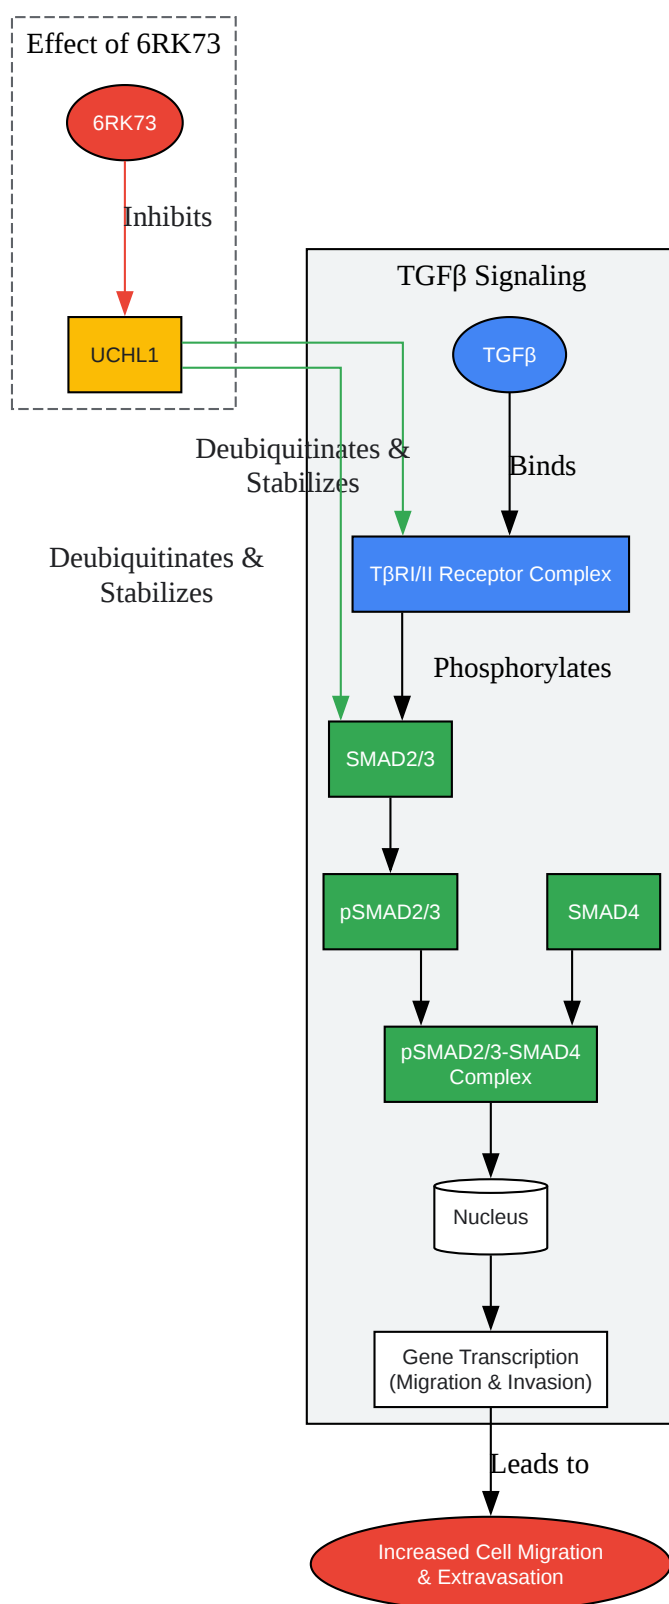 Effect of 6RK73
6RK73
Inhibits
UCHL1
TGFβ Signaling
TGFβ
Deubiquitinates &
Stabilizes
Binds
Deubiquitinates &
Stabilizes
TβRI/II Receptor Complex
Phosphorylates
SMAD2/3
pSMAD2/3
SMAD4
pSMAD2/3-SMAD4
Complex
Nucleus
Gene Transcription
(Migration & Invasion)
Leads to
Increased Cell Migration
& Extravasation